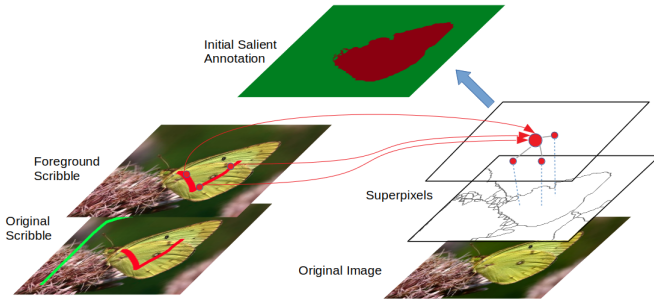 Initial Salient
Annotation
Foreground
Scribble
Superpixels
Original
Scribble
Original Image